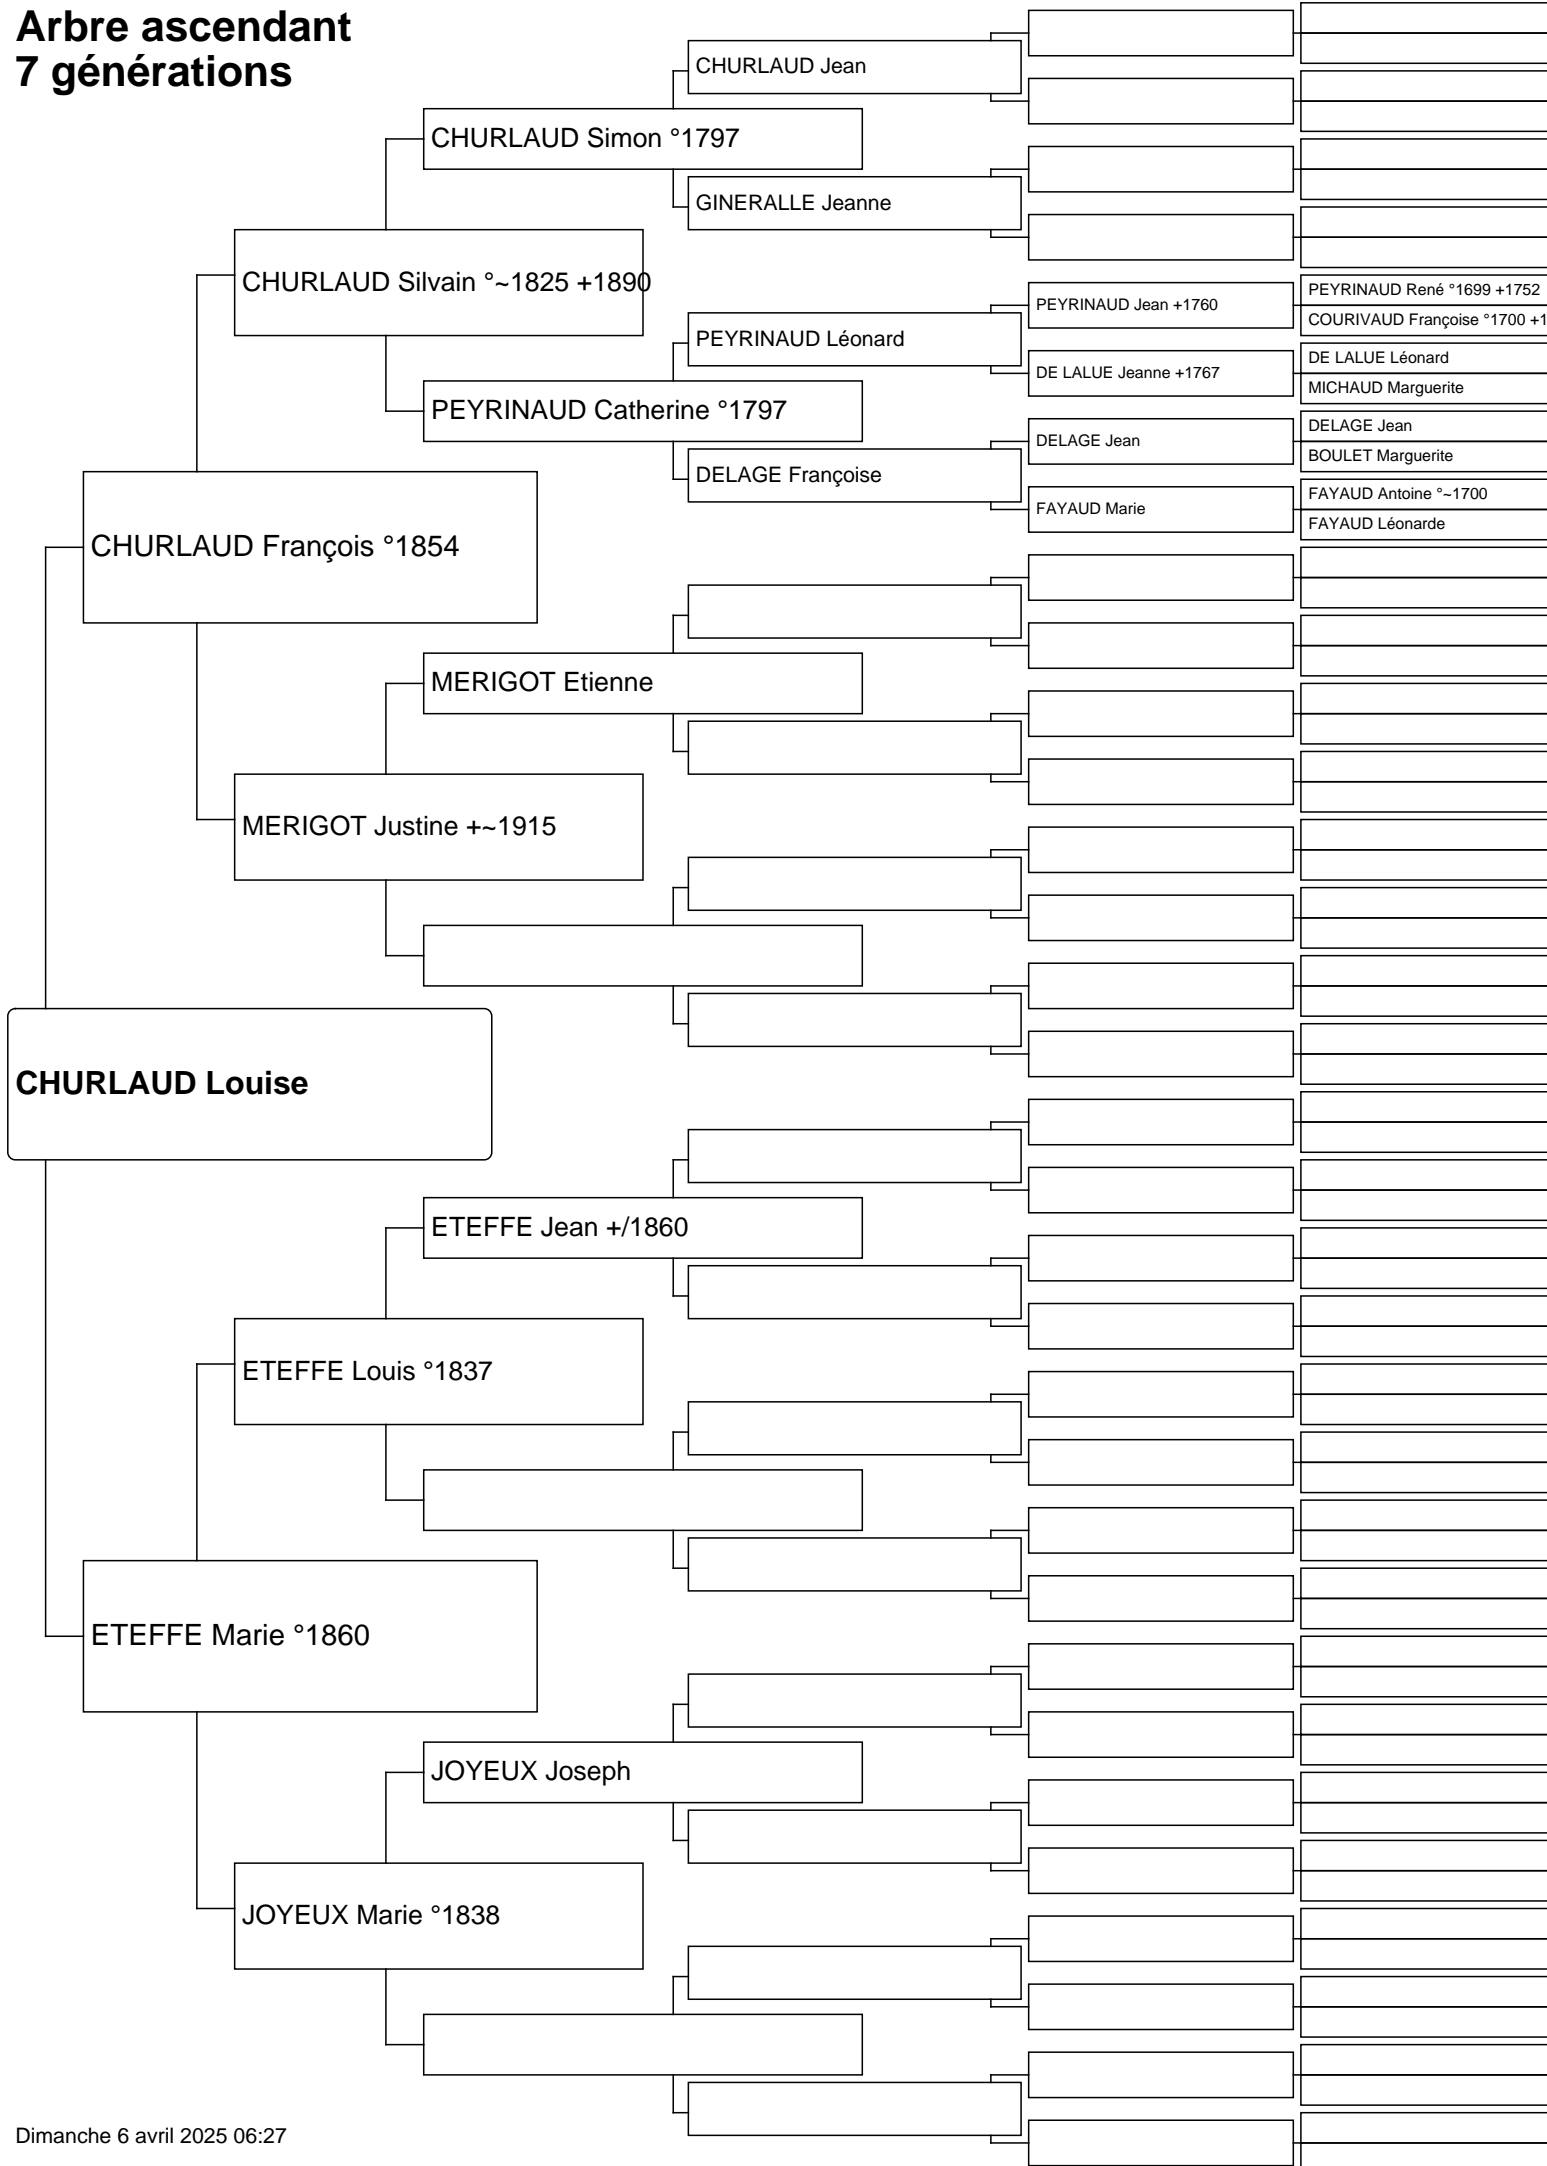 Arbre ascendant
7 générations
CHURLAUD Jean
CHURLAUD Simon °1797
GINERALLE Jeanne
CHURLAUD Silvain °~1825 +1890
PEYRINAUD René °1699 +1752
PEYRINAUD Jean +1760
COURIVAUD Françoise °1700 +1
PEYRINAUD Léonard
DE LALUE Léonard
DE LALUE Jeanne +1767
MICHAUD Marguerite
PEYRINAUD Catherine °1797
DELAGE Jean
DELAGE Jean
BOULET Marguerite
DELAGE Françoise
FAYAUD Antoine °~1700
FAYAUD Marie
FAYAUD Léonarde
CHURLAUD François °1854
MERIGOT Etienne
MERIGOT Justine +~1915
CHURLAUD Louise
ETEFFE Jean +/1860
ETEFFE Louis °1837
ETEFFE Marie °1860
JOYEUX Joseph
JOYEUX Marie °1838
Dimanche 6 avril 2025 06:27